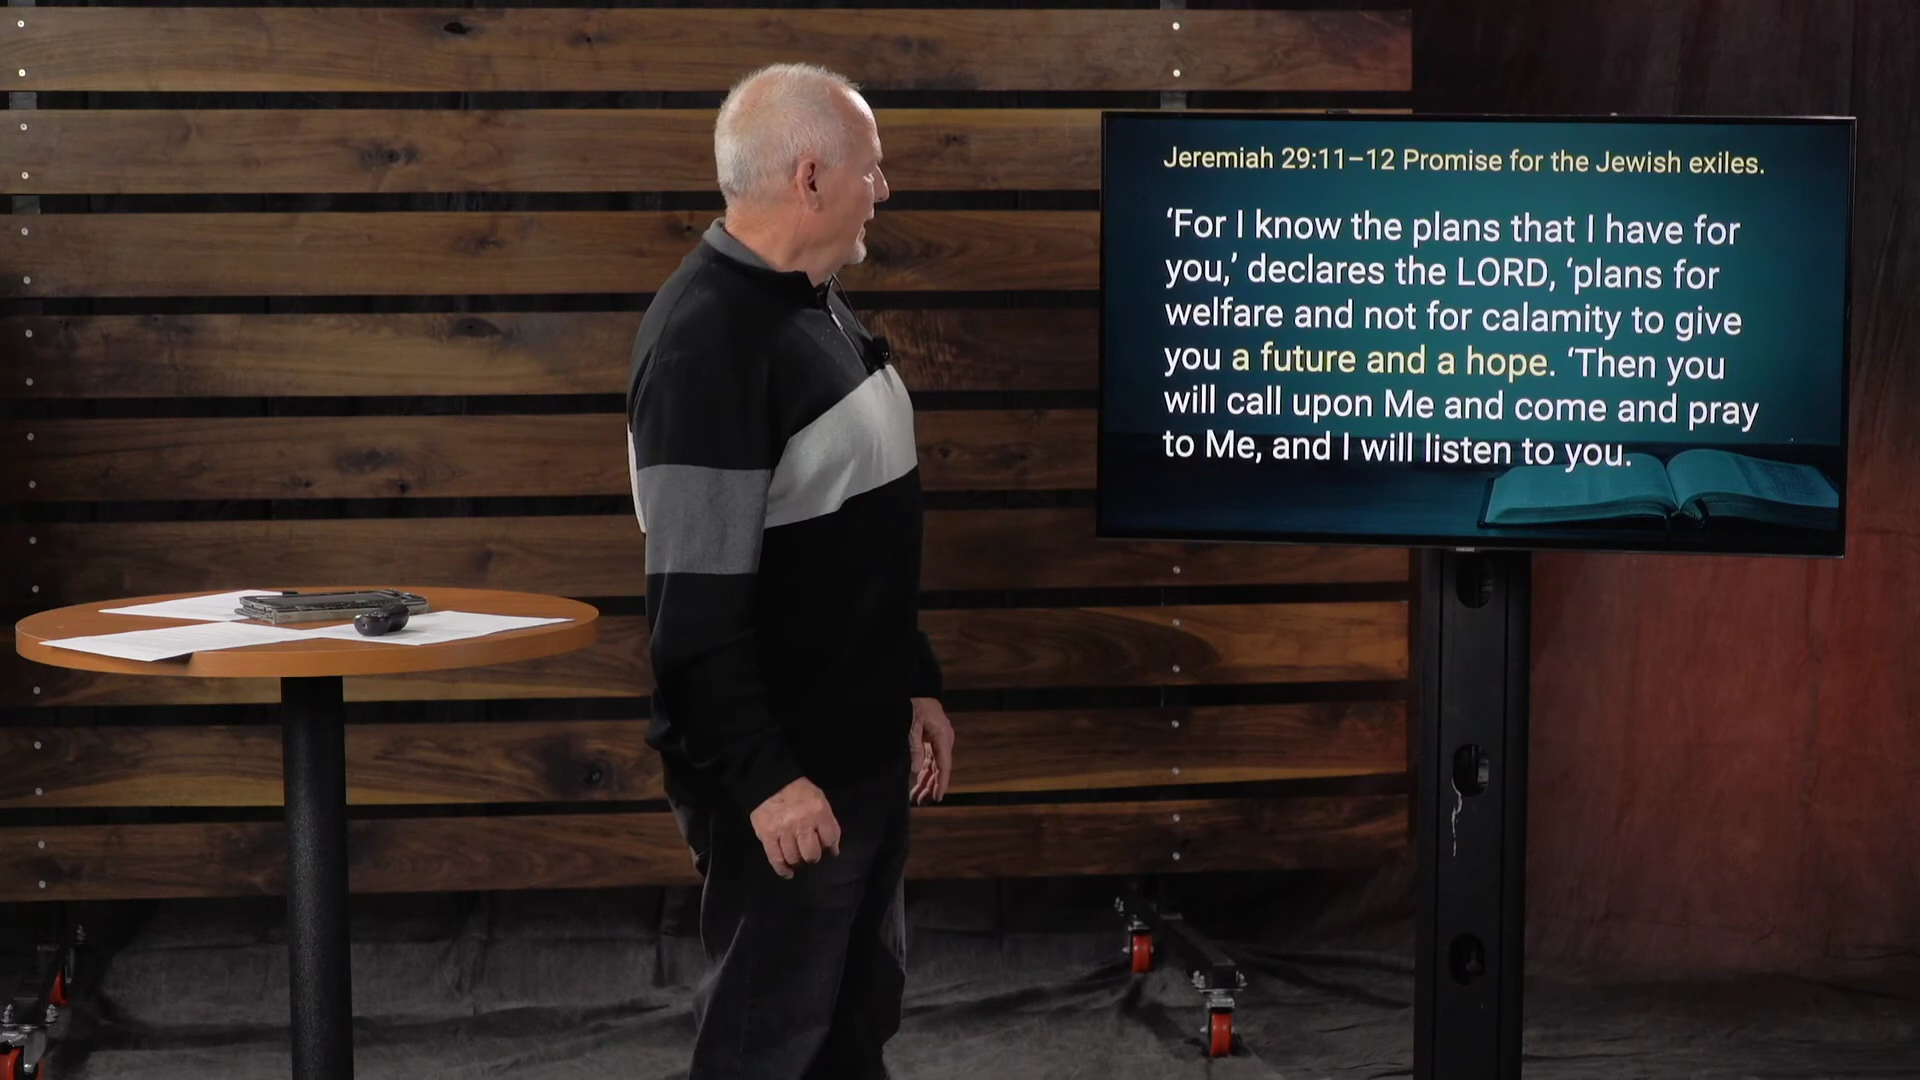 Jeremiah 29:11–12 Promise for the Jewish exiles.
‘For I know the plans that I have for
you,’ declares the LORD, ‘plans for
welfare and not for calamity to give
you a future and a hope. ‘Then you
will call upon Me and come and pray
to Me, and I will listen to you.